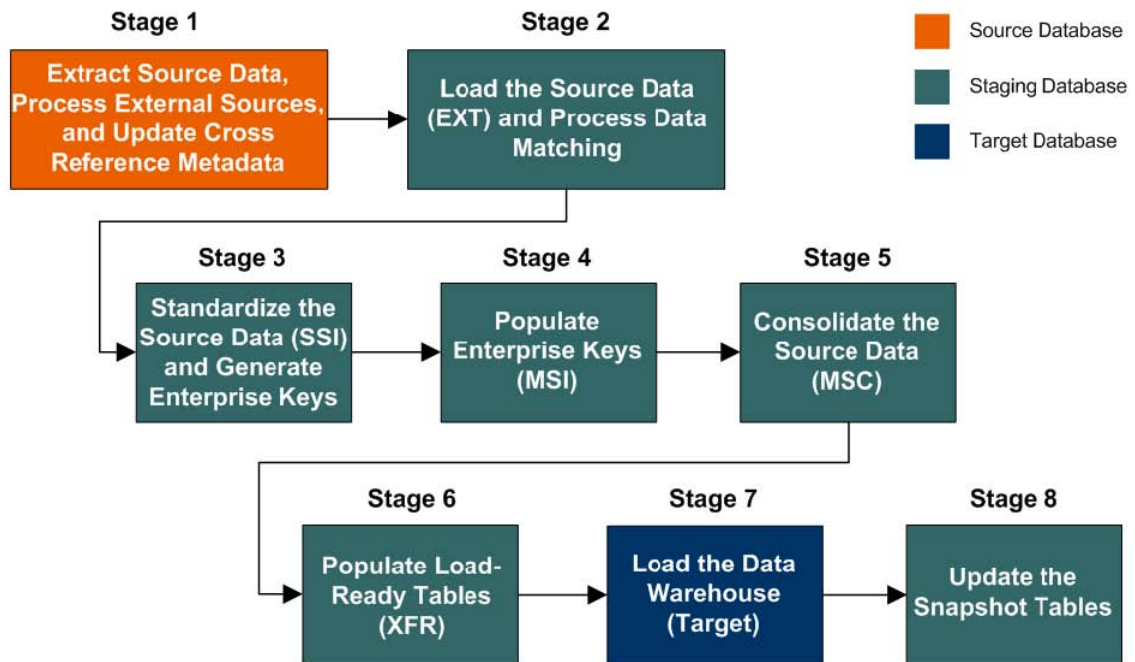 Stage 1
Extract Source Data,
Process External Sources,
and Update Cross
Reference Metadata
Stage 2
Load the Source Data
(EXT) and Process Data
Matching
Source Database
Staging Database
Target Database
Stage 3
Standardize the
Source Data (SSI)
and Generate
Enterprise Keys
Stage 4
Populate
Enterprise Keys
(MSI)
Stage 5
Consolidate the
Source Data
(MSC)
Stage 6
Populate Load-
Ready Tables
(XFR)
Stage 7
Load the Data
Warehouse
(Target)
Stage 8
Update the
Snapshot Tables